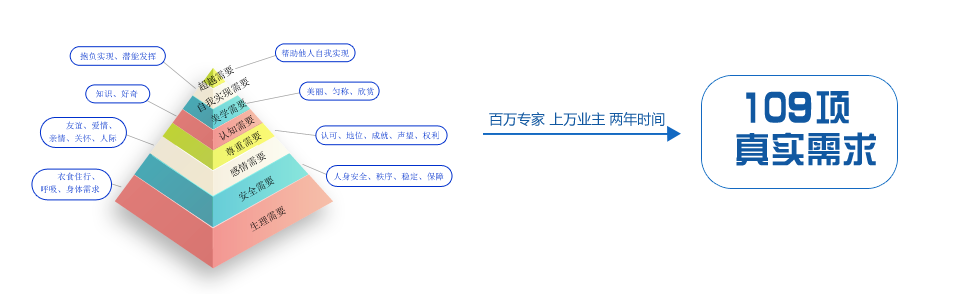 帮助他人自我实现
抱负实现、潜能发挥
超越需要
自我实现需要
知识、好奇
美丽、匀称、欣赏
美学需要
认知需要
友谊、爱情、
亲情、关怀、人际
认可、地位、成就、声望、权利
尊重需要
感情需要
衣食住行、
呼吸、身体需求
人身安全、秩序、稳定、保障
安全需要
生理需要
百万专家 上万业主 两年时间
109项
真实需求